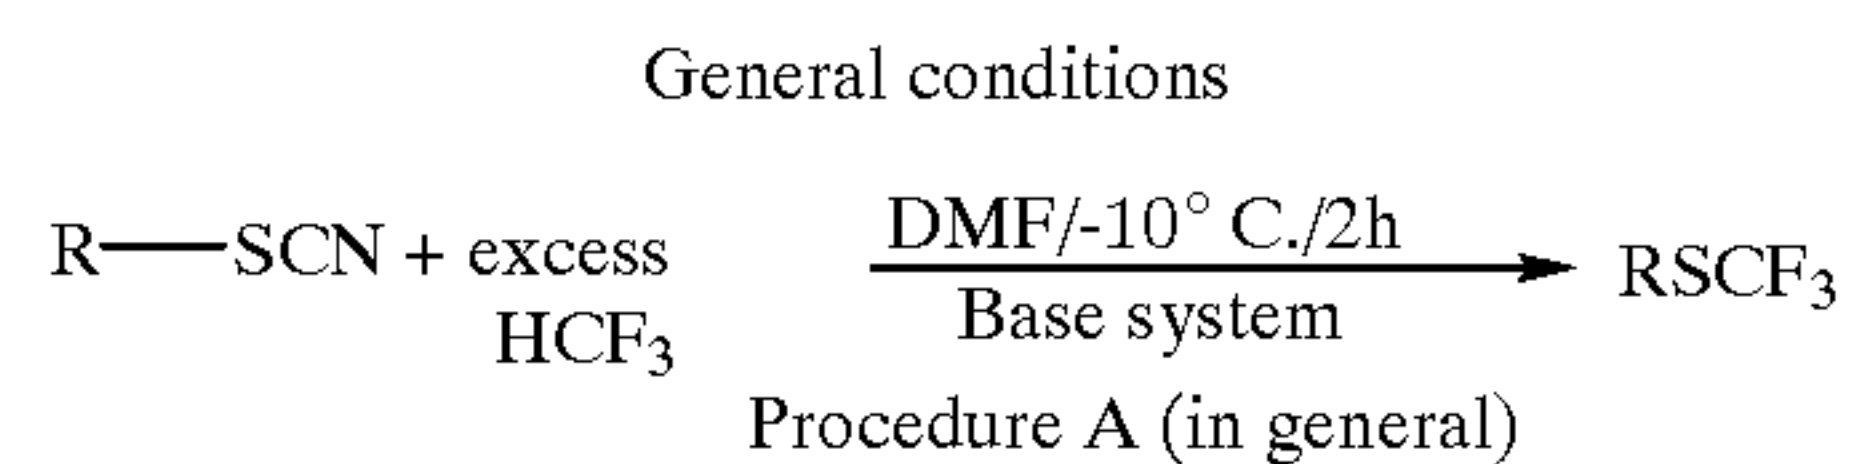 General conditions
R—SCN + excess HCF₃
DMF/-10° C./2h
Base system
RSCF₃
Procedure A (in general)